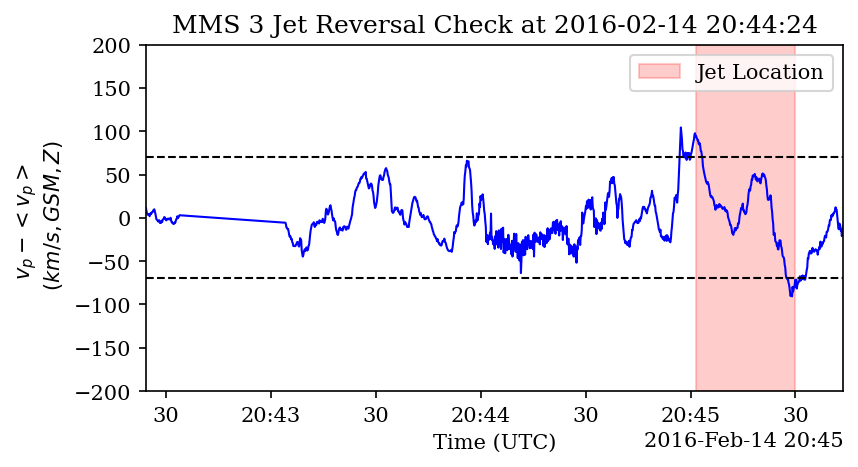 MMS 3 Jet Reversal Check at 2016-02-14 20:44:24
200
150
100
50
0
−50
−100
−150
−200
v_p − < v_p >
(km/s, GSM, Z)
Jet Location
30
20:43
30
20:44
30
20:45
30
Time (UTC)
2016-Feb-14 20:45